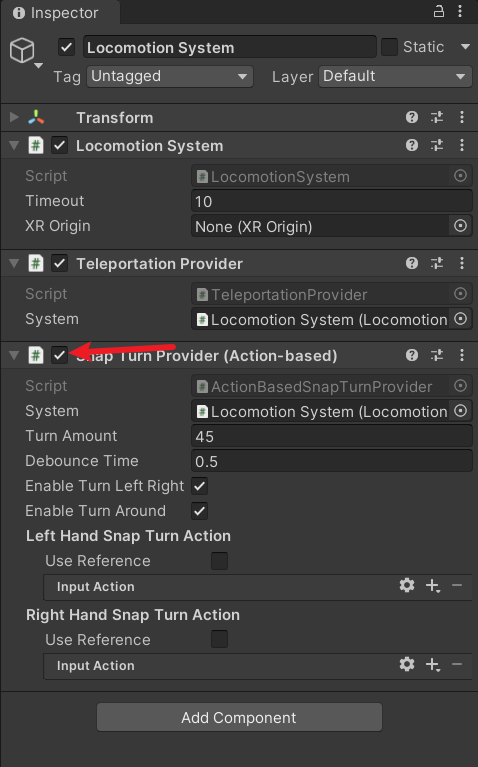 Inspector
Locomotion System
Static
Tag Untagged Layer Default
Transform
Locomotion System
Script LocomotionSystem
Timeout 10
XR Origin None (XR Origin)
Teleportation Provider
Script TeleportationProvider
System Locomotion System (Locomotion
Snap Turn Provider (Action-based)
Script ActionBasedSnapTurnProvider
System Locomotion System (Locomotion
Turn Amount 45
Debounce Time 0.5
Enable Turn Left Right
Enable Turn Around
Left Hand Snap Turn Action
Use Reference
Input Action
Right Hand Snap Turn Action
Use Reference
Input Action
Add Component